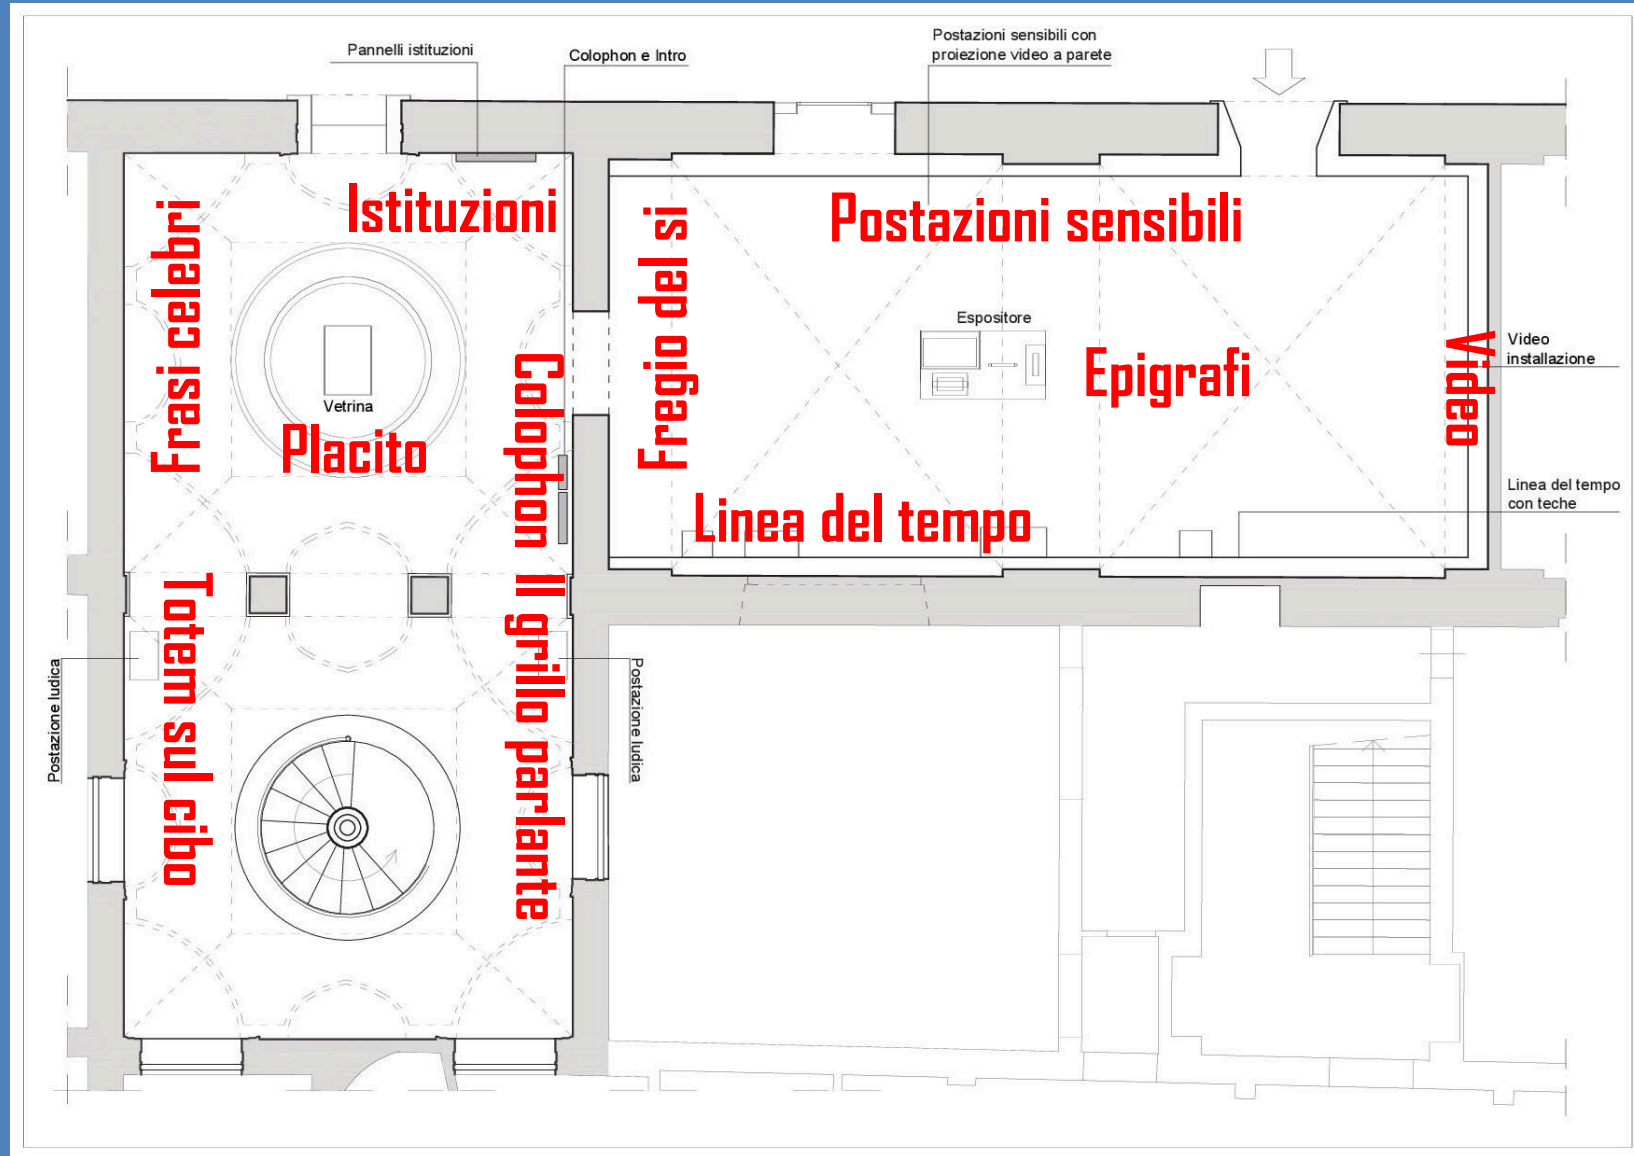 Pannelli istituzioni
Colophon e Intro
Postazioni sensibili con
proiezione video a parete
Istituzioni
Frasi celebri
Vetrina
Placito
Colophon
Fregio del si
Postazioni sensibili
Espositore
Epigrafi
Video
Video
installazione
Linea del tempo
Linea del tempo
con teche
Totem sul cibo
Il grillo parlante
Postazione ludica
Postazione ludica